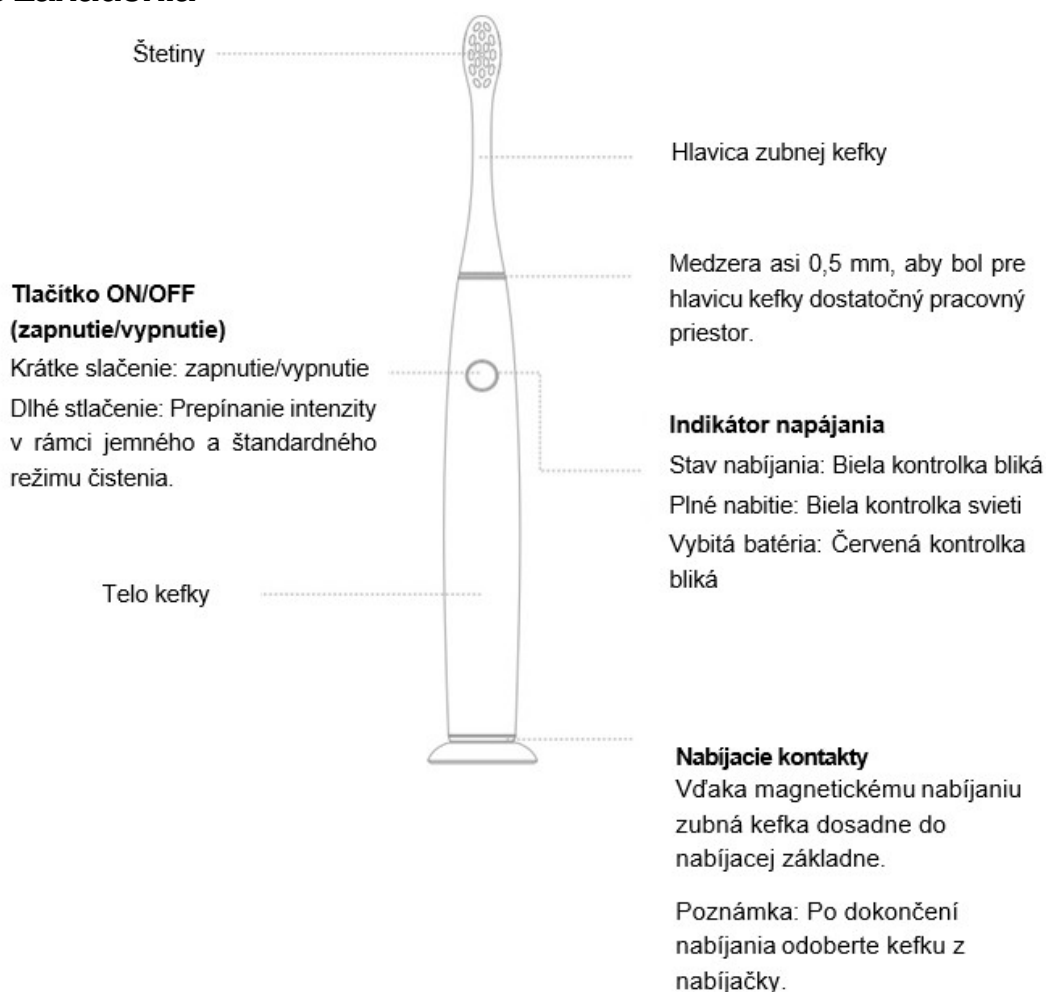 Štetiny
Hlavica zubnej kefky
Medzera asi 0,5 mm, aby bol pre
hlavicu kefky dostatočný pracovný
priestor.
Tlačítko ON/OFF
(zapnutie/vypnutie)
Krátke slačenie: zapnutie/vypnutie
Dlhé stlačenie: Prepínanie intenzity
v rámci jemného a štandardného
režimu čistenia.
Indikátor napájania
Stav nabíjania: Biela kontrolka bliká
Plné nabitie: Biela kontrolka svieti
Vybitá batéria: Červená kontrolka
bliká
Telo kefky
Nabíjacie kontakty
Vďaka magnetickému nabíjaniu
zubná kefka dosadne do
nabíjacej základne.
Poznámka: Po dokončení
nabíjania odoberte kefku z
nabíjačky.